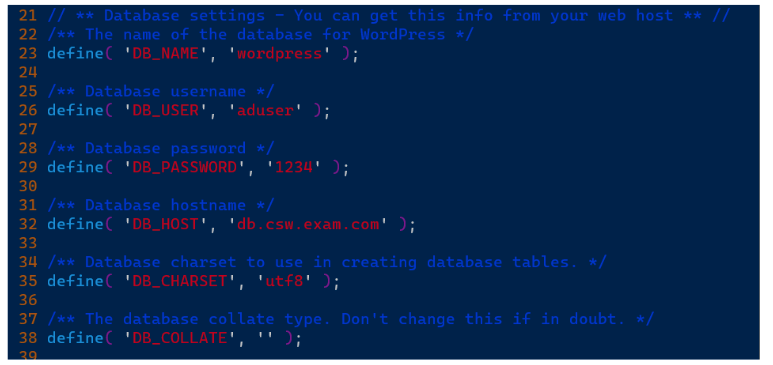 21 // ** Database settings - You can get this info from your web host ** //
22 /** The name of the database for WordPress */
23 define( 'DB_NAME', 'wordpress' );
24
25 /** Database username */
26 define( 'DB_USER', 'aduser' );
27
28 /** Database password */
29 define( 'DB_PASSWORD', '1234' );
30
31 /** Database hostname */
32 define( 'DB_HOST', 'db.csw.exam.com' );
33
34 /** Database charset to use in creating database tables. */
35 define( 'DB_CHARSET', 'utf8' );
36
37 /** The database collate type. Don't change this if in doubt. */
38 define( 'DB_COLLATE', '' );
39